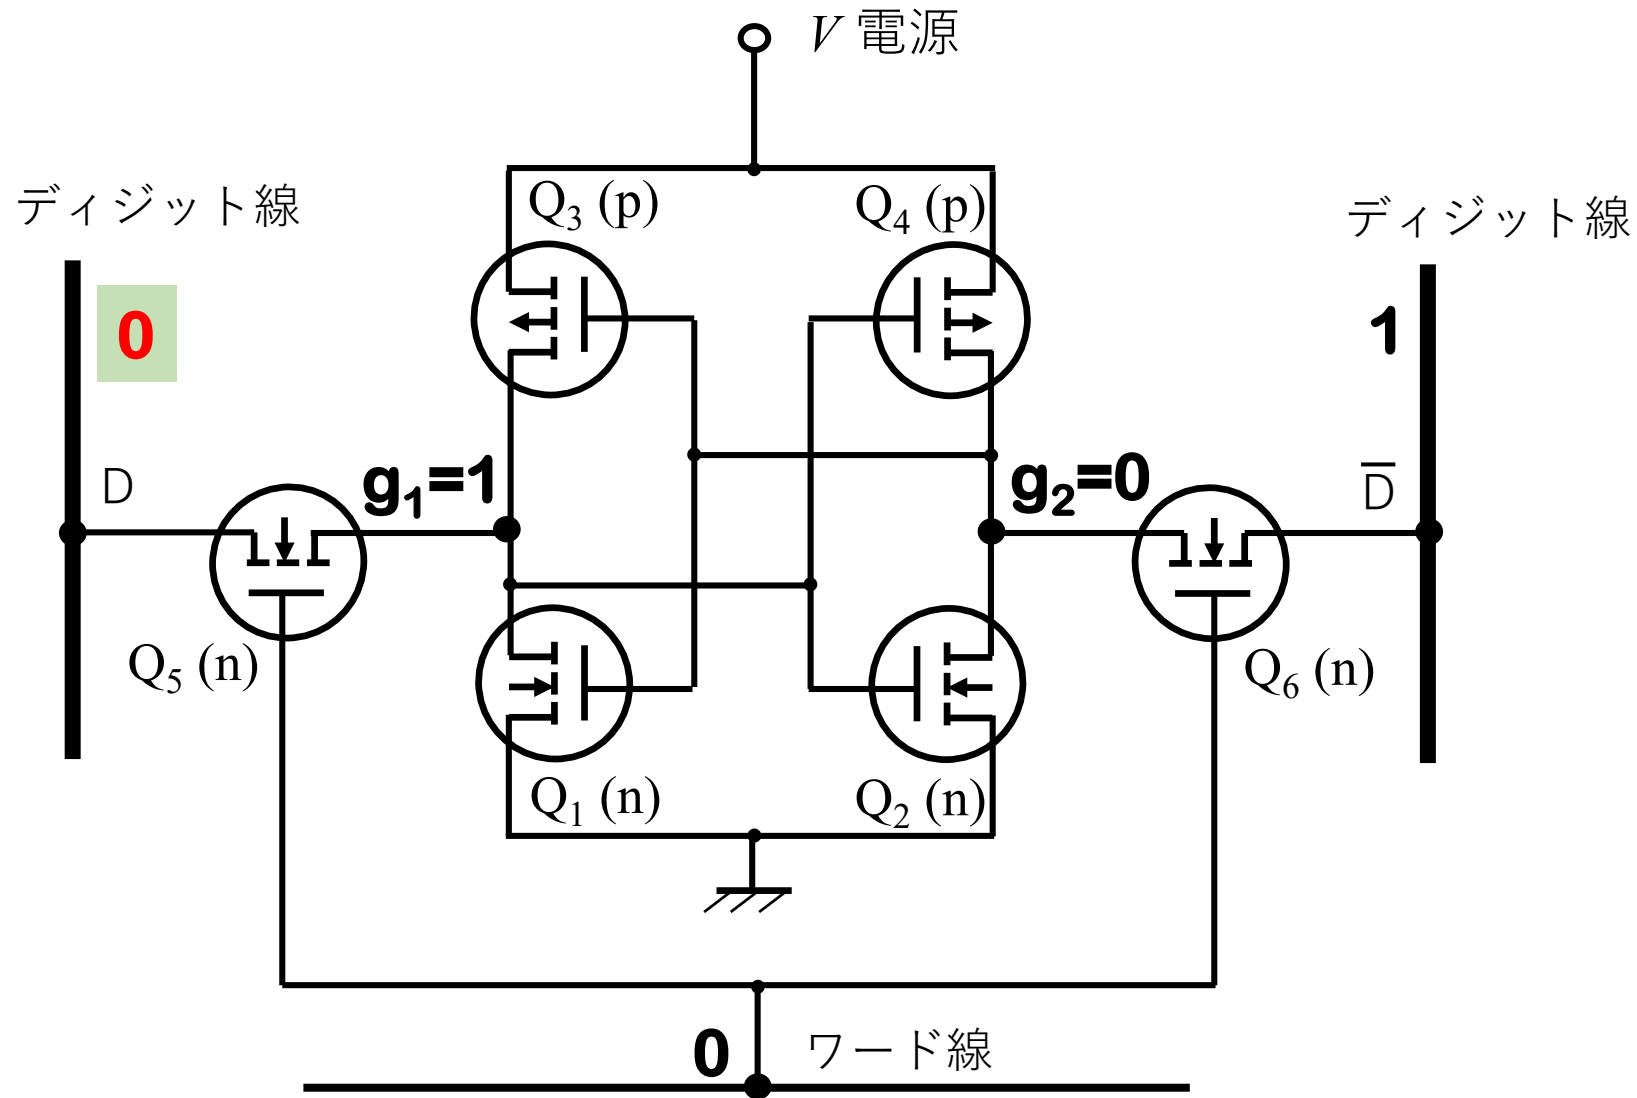 V 電源
ディジット線
Q3 (p)
Q4 (p)
ディジット線
0
1
D
g1=1
g2=0
D̅
Q5 (n)
Q6 (n)
Q1 (n)
Q2 (n)
0
ワード線